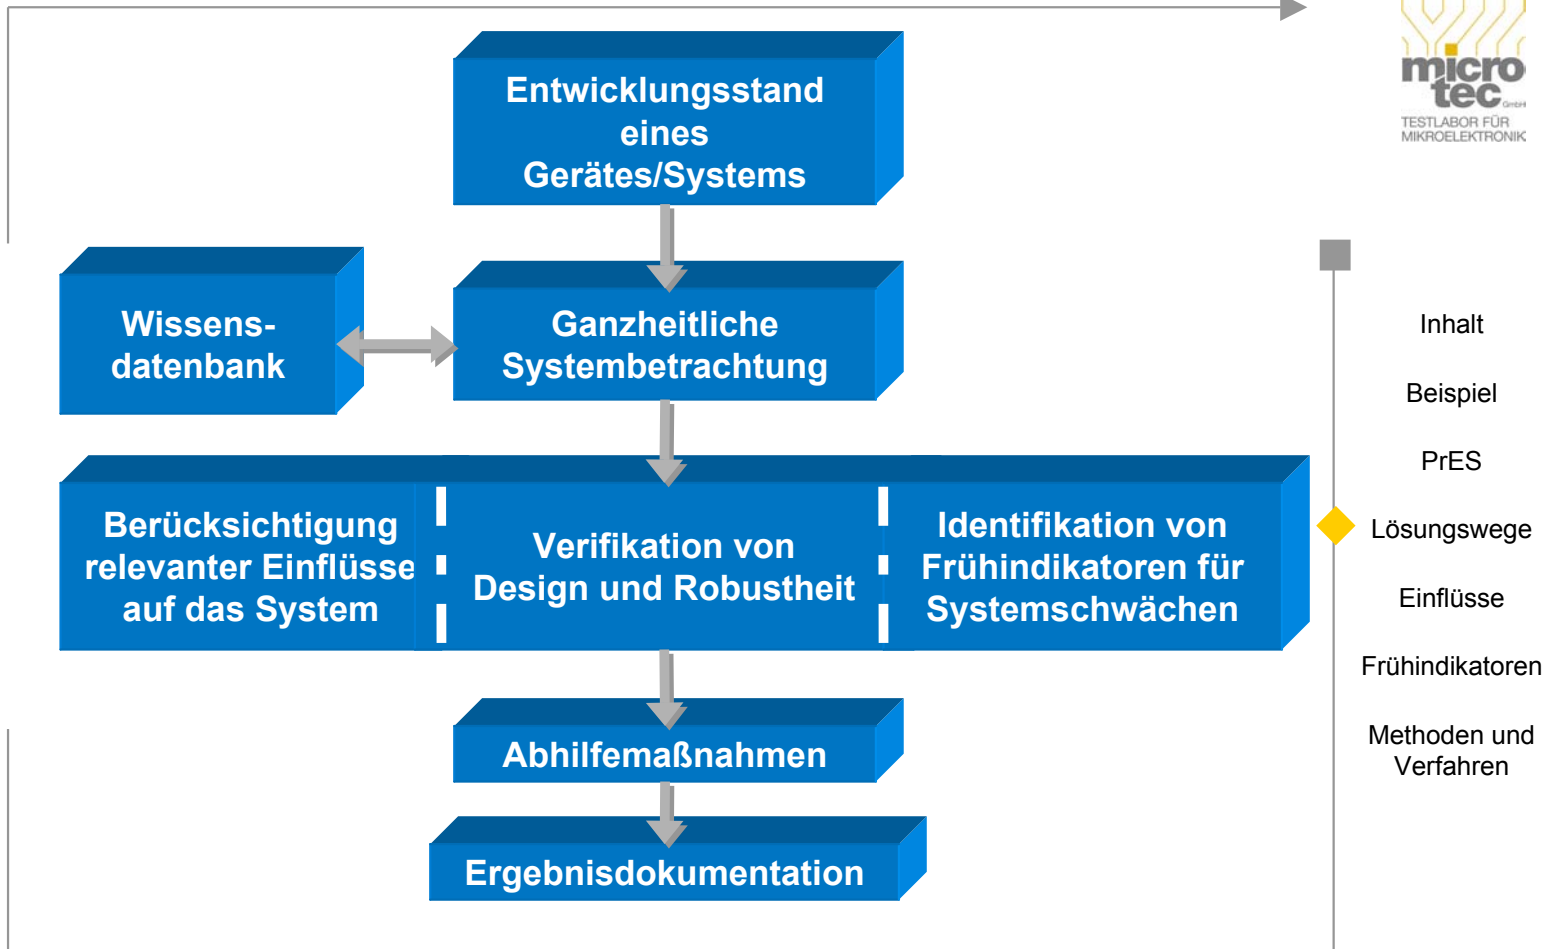 micro
tec
GmbH
TESTLABOR FÜR
MIKROELEKTRONIK
Entwicklungsstand
eines
Gerätes/Systems
Wissens-
datenbank
Ganzheitliche
Systembetrachtung
Berücksichtigung
relevanter Einflüsse
auf das System
Verifikation von
Design und Robustheit
Identifikation von
Frühindikatoren für
Systemschwächen
Abhilfemaßnahmen
Ergebnisdokumentation
Inhalt
Beispiel
PrES
Lösungswege
Einflüsse
Frühindikatoren
Methoden und
Verfahren